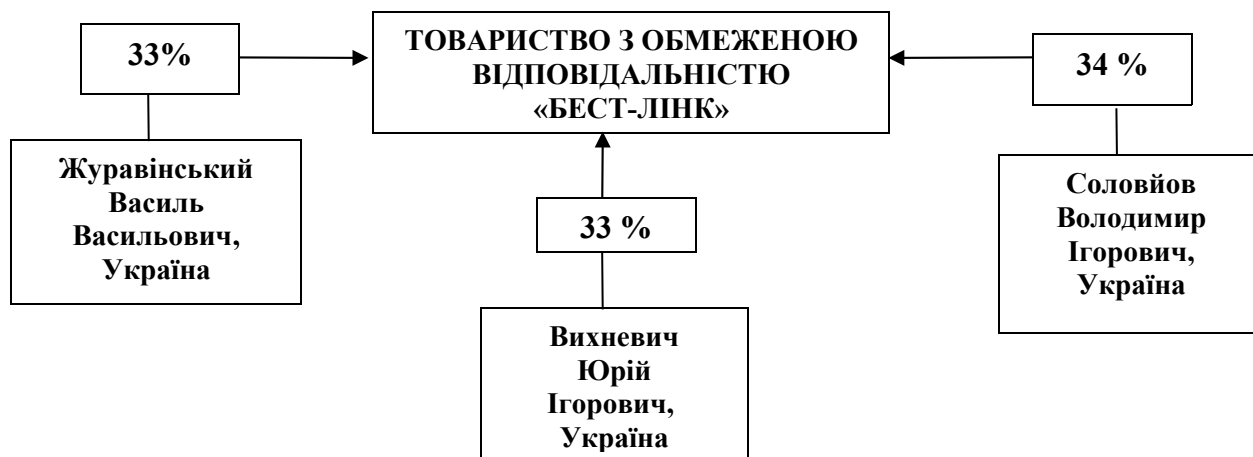 33%
ТОВАРИСТВО З ОБМЕЖЕНОЮ
ВІДПОВІДАЛЬНІСТЮ
«БЕСТ-ЛІНК»
34 %
Журавінський
Василь
Васильович,
Україна
33 %
Соловйов
Володимир
Ігорович,
Україна
Вихневич
Юрій
Ігорович,
Україна